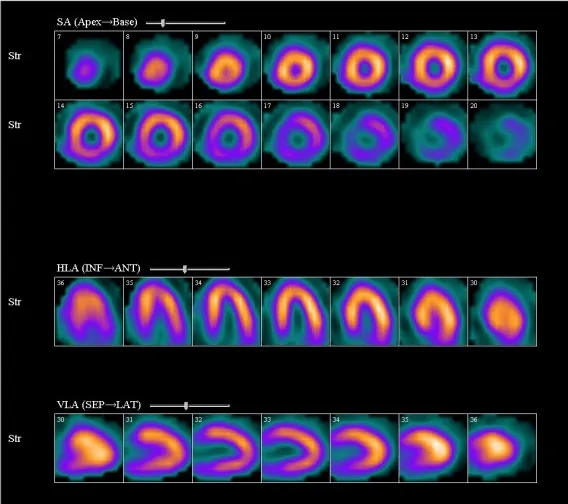 SA (Apex→Base)
7 8 9 10 11 12 13
Str
14 15 16 17 18 19 20
Str
HLA (INF→ANT)
36 35 34 33 32 31 30
Str
VLA (SEP→LAT)
30 31 32 33 34 35 36
Str